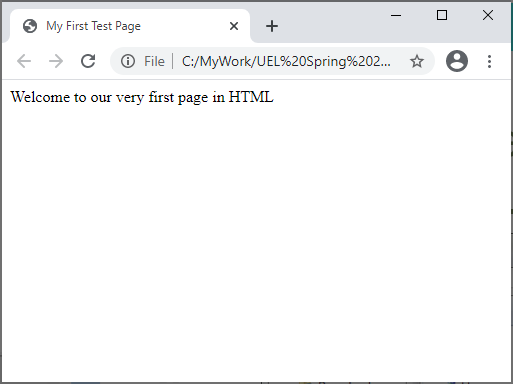 My First Test Page
File | C:/MyWork/UEL%20Spring%202...
Welcome to our very first page in HTML